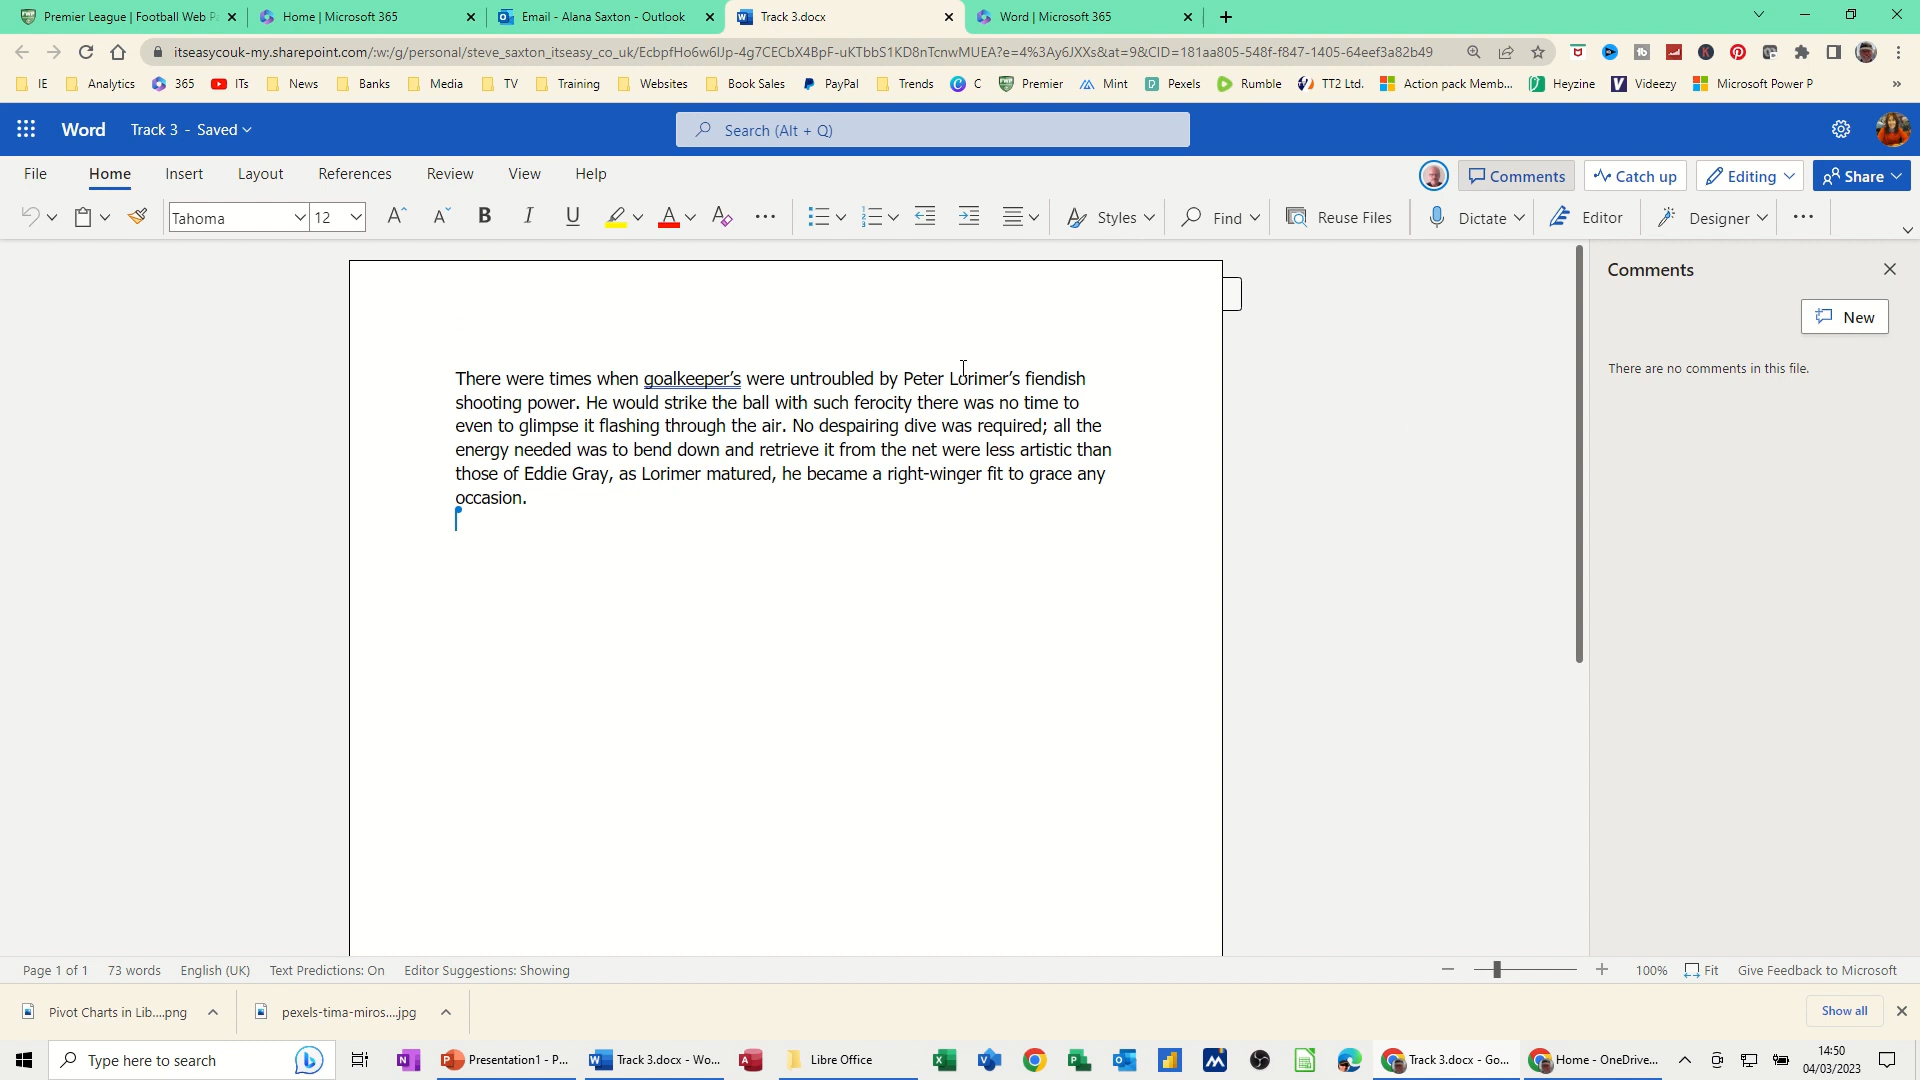 Premier League | Football Web P
Home | Microsoft 365
Email - Alana Saxton - Outlook
Track 3.docx
Word | Microsoft 365
itseasycouk-my.sharepoint.com/:w:/g/personal/steve_saxton_itseasy_co_uk/EcbpfHo6w6lJp-4g7CECbX4BpF-uKTbbS1KD8nTcnwMUEA?e=4%3Ay6JXXs&at=9&CID=181aa805-548f-f847-1405-64eef3a82b49
IE Analytics 365 ITs News Banks Media TV Training Websites Book Sales PayPal Trends C Premier Mint Pexels Rumble TT2 Ltd. Action pack Memb... Heyzine Videezy Microsoft Power P
Word Track 3 - Saved
Search (Alt + Q)
File Home Insert Layout References Review View Help
Comments Catch up Editing Share
Tahoma 12 B I U A Styles Find Reuse Files Dictate Editor Designer
Comments
New
There are no comments in this file.
There were times when goalkeeper’s were untroubled by Peter Lorimer’s fiendish
shooting power. He would strike the ball with such ferocity there was no time to
even to glimpse it flashing through the air. No despairing dive was required; all the
energy needed was to bend down and retrieve it from the net were less artistic than
those of Eddie Gray, as Lorimer matured, he became a right-winger fit to grace any
occasion.
Page 1 of 1 73 words English (UK) Text Predictions: On Editor Suggestions: Showing
100% Fit Give Feedback to Microsoft
Pivot Charts in Lib....png
pexels-tima-miros....jpg
Show all
Type here to search
Presentation1 - P...
Track 3.docx - Wo...
Libre Office
Track 3.docx - Go...
Home - OneDrive...
14:50
04/03/2023